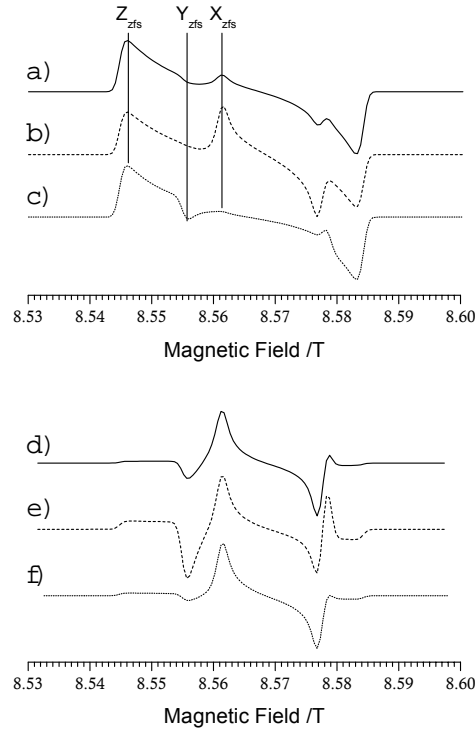 Z_zfs Y_zfs X_zfs
a)
b)
c)
8.53 8.54 8.55 8.56 8.57 8.58 8.59 8.60
Magnetic Field /T
d)
e)
f)
8.53 8.54 8.55 8.56 8.57 8.58 8.59 8.60
Magnetic Field /T